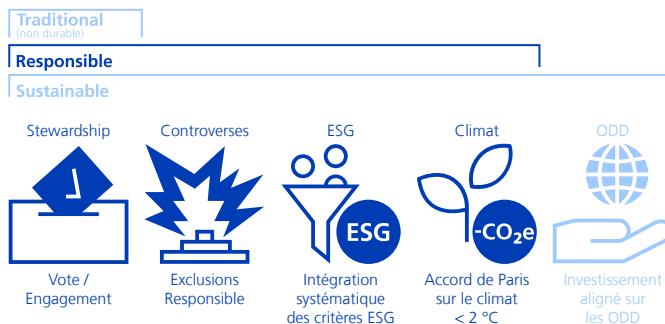 Traditional
(non durable)
Responsible
Sustainable
Stewardship
Controverses
ESG
Climat
ODD
ESG
-CO₂e
Vote /
Engagement
Exclusions
Responsible
Intégration
systématique
des critères ESG
Accord de Paris
sur le climat
< 2 °C
Investissement
aligné sur
les ODD